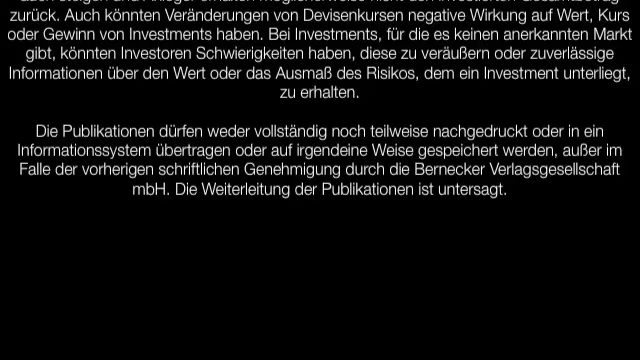 zurück. Auch könnten Veränderungen von Devisenkursen negative Wirkung auf Wert, Kurs
oder Gewinn von Investments haben. Bei Investments, für die es keinen anerkannten Markt
gibt, könnten Investoren Schwierigkeiten haben, diese zu veräußern oder zuverlässige
Informationen über den Wert oder das Ausmaß des Risikos, dem ein Investment unterliegt,
zu erhalten.
Die Publikationen dürfen weder vollständig noch teilweise nachgedruckt oder in ein
Informationssystem übertragen oder auf irgendeine Weise gespeichert werden, außer im
Falle der vorherigen schriftlichen Genehmigung durch die Bernecker Verlagsgesellschaft
mbH. Die Weiterleitung der Publikationen ist untersagt.